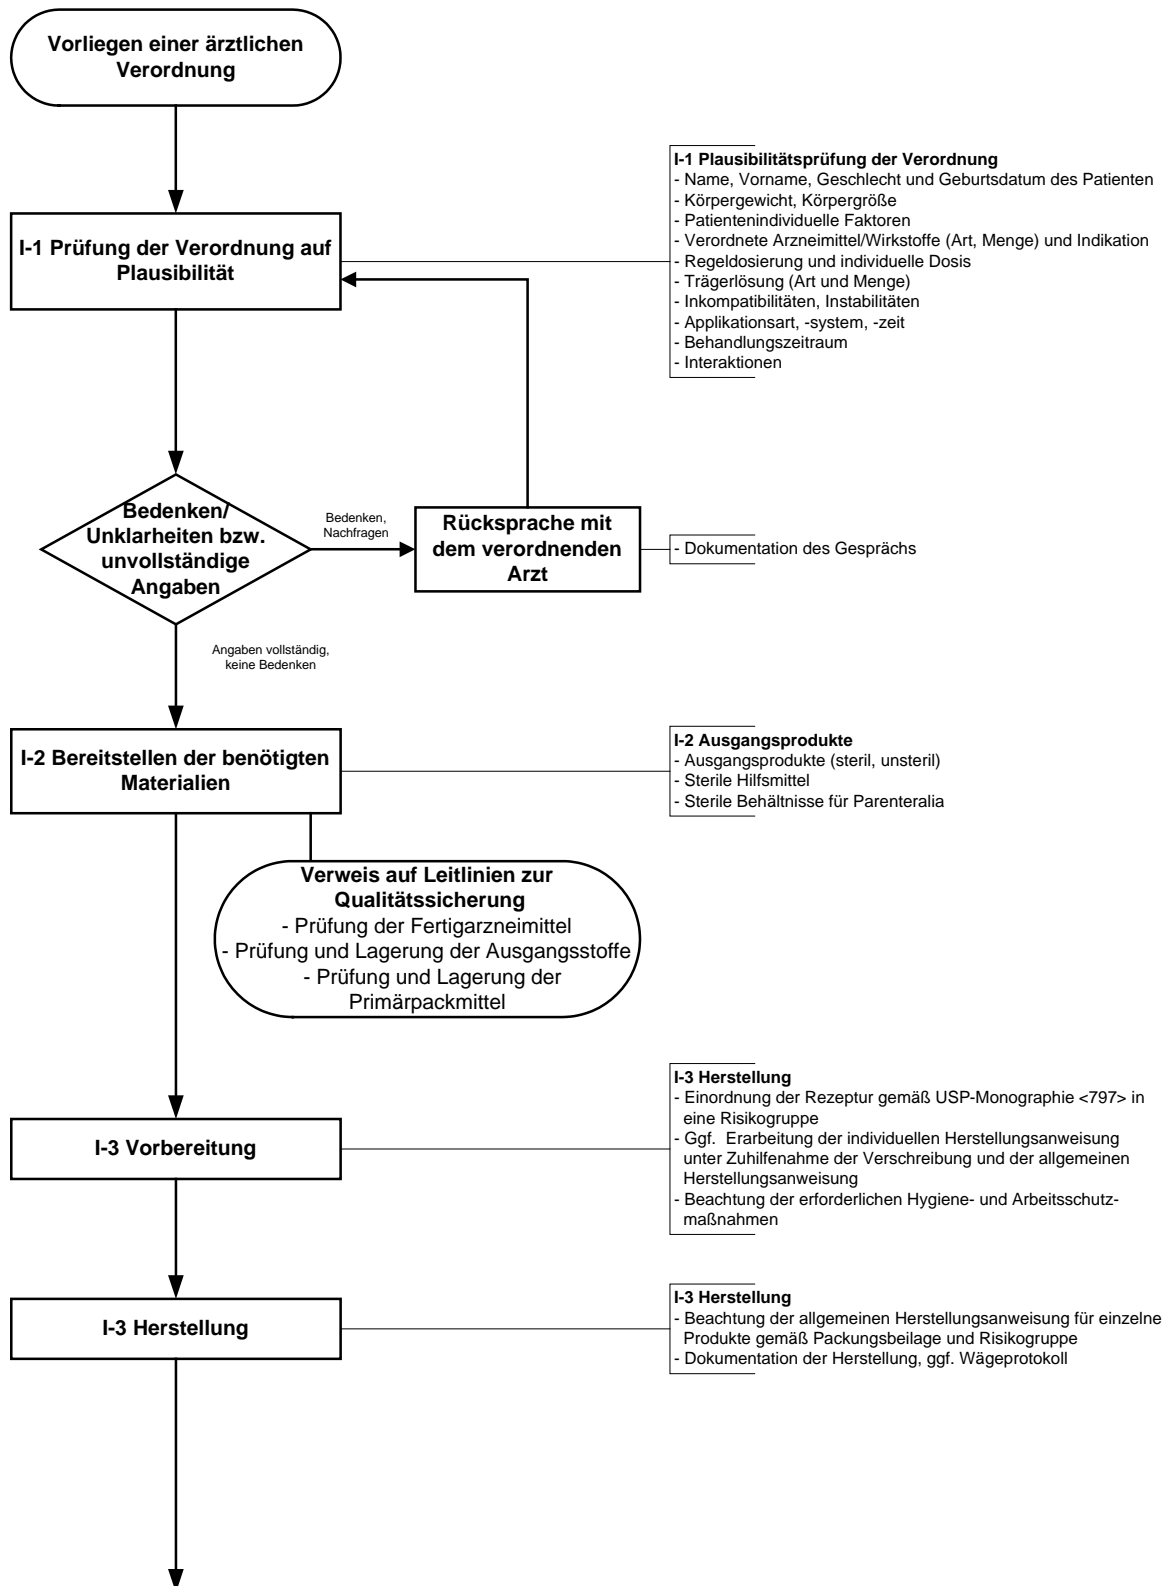 Vorliegen einer ärztlichen
Verordnung
I-1 Plausibilitätsprüfung der Verordnung
- Name, Vorname, Geschlecht und Geburtsdatum des Patienten
- Körpergewicht, Körpergröße
- Patientenindividuelle Faktoren
- Verordnete Arzneimittel/Wirkstoffe (Art, Menge) und Indikation
- Regeldosierung und individuelle Dosis
- Trägerlösung (Art und Menge)
- Inkompatibilitäten, Instabilitäten
- Applikationsart, -system, -zeit
- Behandlungszeitraum
- Interaktionen
I-1 Prüfung der Verordnung auf
Plausibilität
Bedenken/
Unklarheiten bzw.
unvollständige
Angaben
Bedenken,
Nachfragen
Rücksprache mit
dem verordnenden
Arzt
- Dokumentation des Gesprächs
Angaben vollständig,
keine Bedenken
I-2 Bereitstellen der benötigten
Materialien
I-2 Ausgangsprodukte
- Ausgangsprodukte (steril, unsteril)
- Sterile Hilfsmittel
- Sterile Behältnisse für Parenteralia
Verweis auf Leitlinien zur
Qualitätssicherung
- Prüfung der Fertigarzneimittel
- Prüfung und Lagerung der Ausgangsstoffe
- Prüfung und Lagerung der
Primärpackmittel
I-3 Vorbereitung
I-3 Herstellung
- Einordnung der Rezeptur gemäß USP-Monographie <797> in
eine Risikogruppe
- Ggf. Erarbeitung der individuellen Herstellungsanweisung
unter Zuhilfenahme der Verschreibung und der allgemeinen
Herstellungsanweisung
- Beachtung der erforderlichen Hygiene- und Arbeitsschutz-
maßnahmen
I-3 Herstellung
I-3 Herstellung
- Beachtung der allgemeinen Herstellungsanweisung für einzelne
Produkte gemäß Packungsbeilage und Risikogruppe
- Dokumentation der Herstellung, ggf. Wägeprotokoll